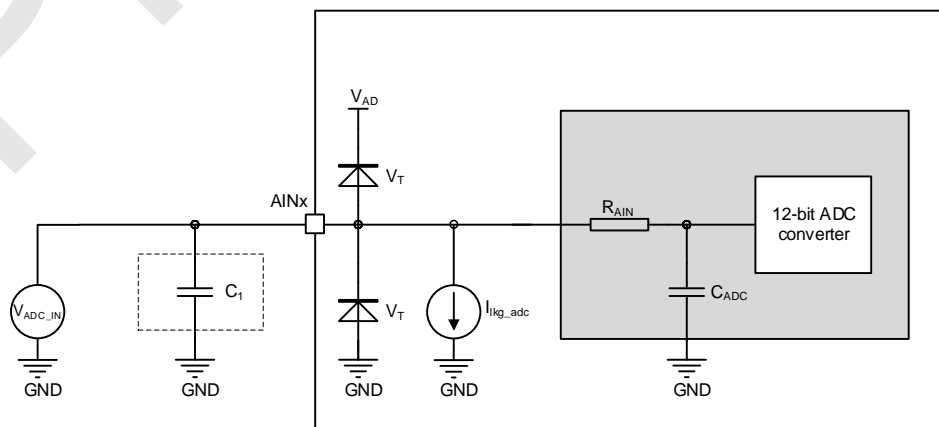 V_AD
V_T
AINx
R_AIN
12-bit ADC
converter
V_ADC_IN
C_1
V_T
I_lkg_adc
C_ADC
GND
GND
GND
GND
GND